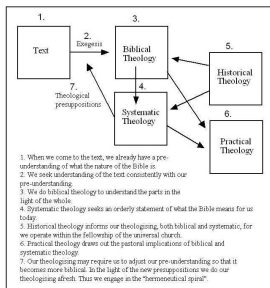 1.
3.
2.
Exegesis
Text
Biblical
Theology
5.
Historical
Theology
7.
Theological
presuppositions
4.
Systematic
Theology
6.
Practical
Theology
1. When we come to the text, we already have a pre-
understanding of what the nature of the Bible is.
2. We seek understanding of the text consistently with our
pre-understanding.
3. We do biblical theology to understand the parts in
the light of the whole.
4. Systematic theology seeks an orderly statement of what the Bible means for us
today.
5. Historical theology informs our theologising, both biblical and systematic, for
we operate within the fellowship of the universal church.
6. Practical theology draws out the pastoral implications of biblical and
systematic theology.
7. Our theologising may require us to adjust our pre-understanding so that it
becomes more biblical. In the light of the new presuppositions we do our
theologising afresh. Thus we engage in the "hermeneutical spiral".